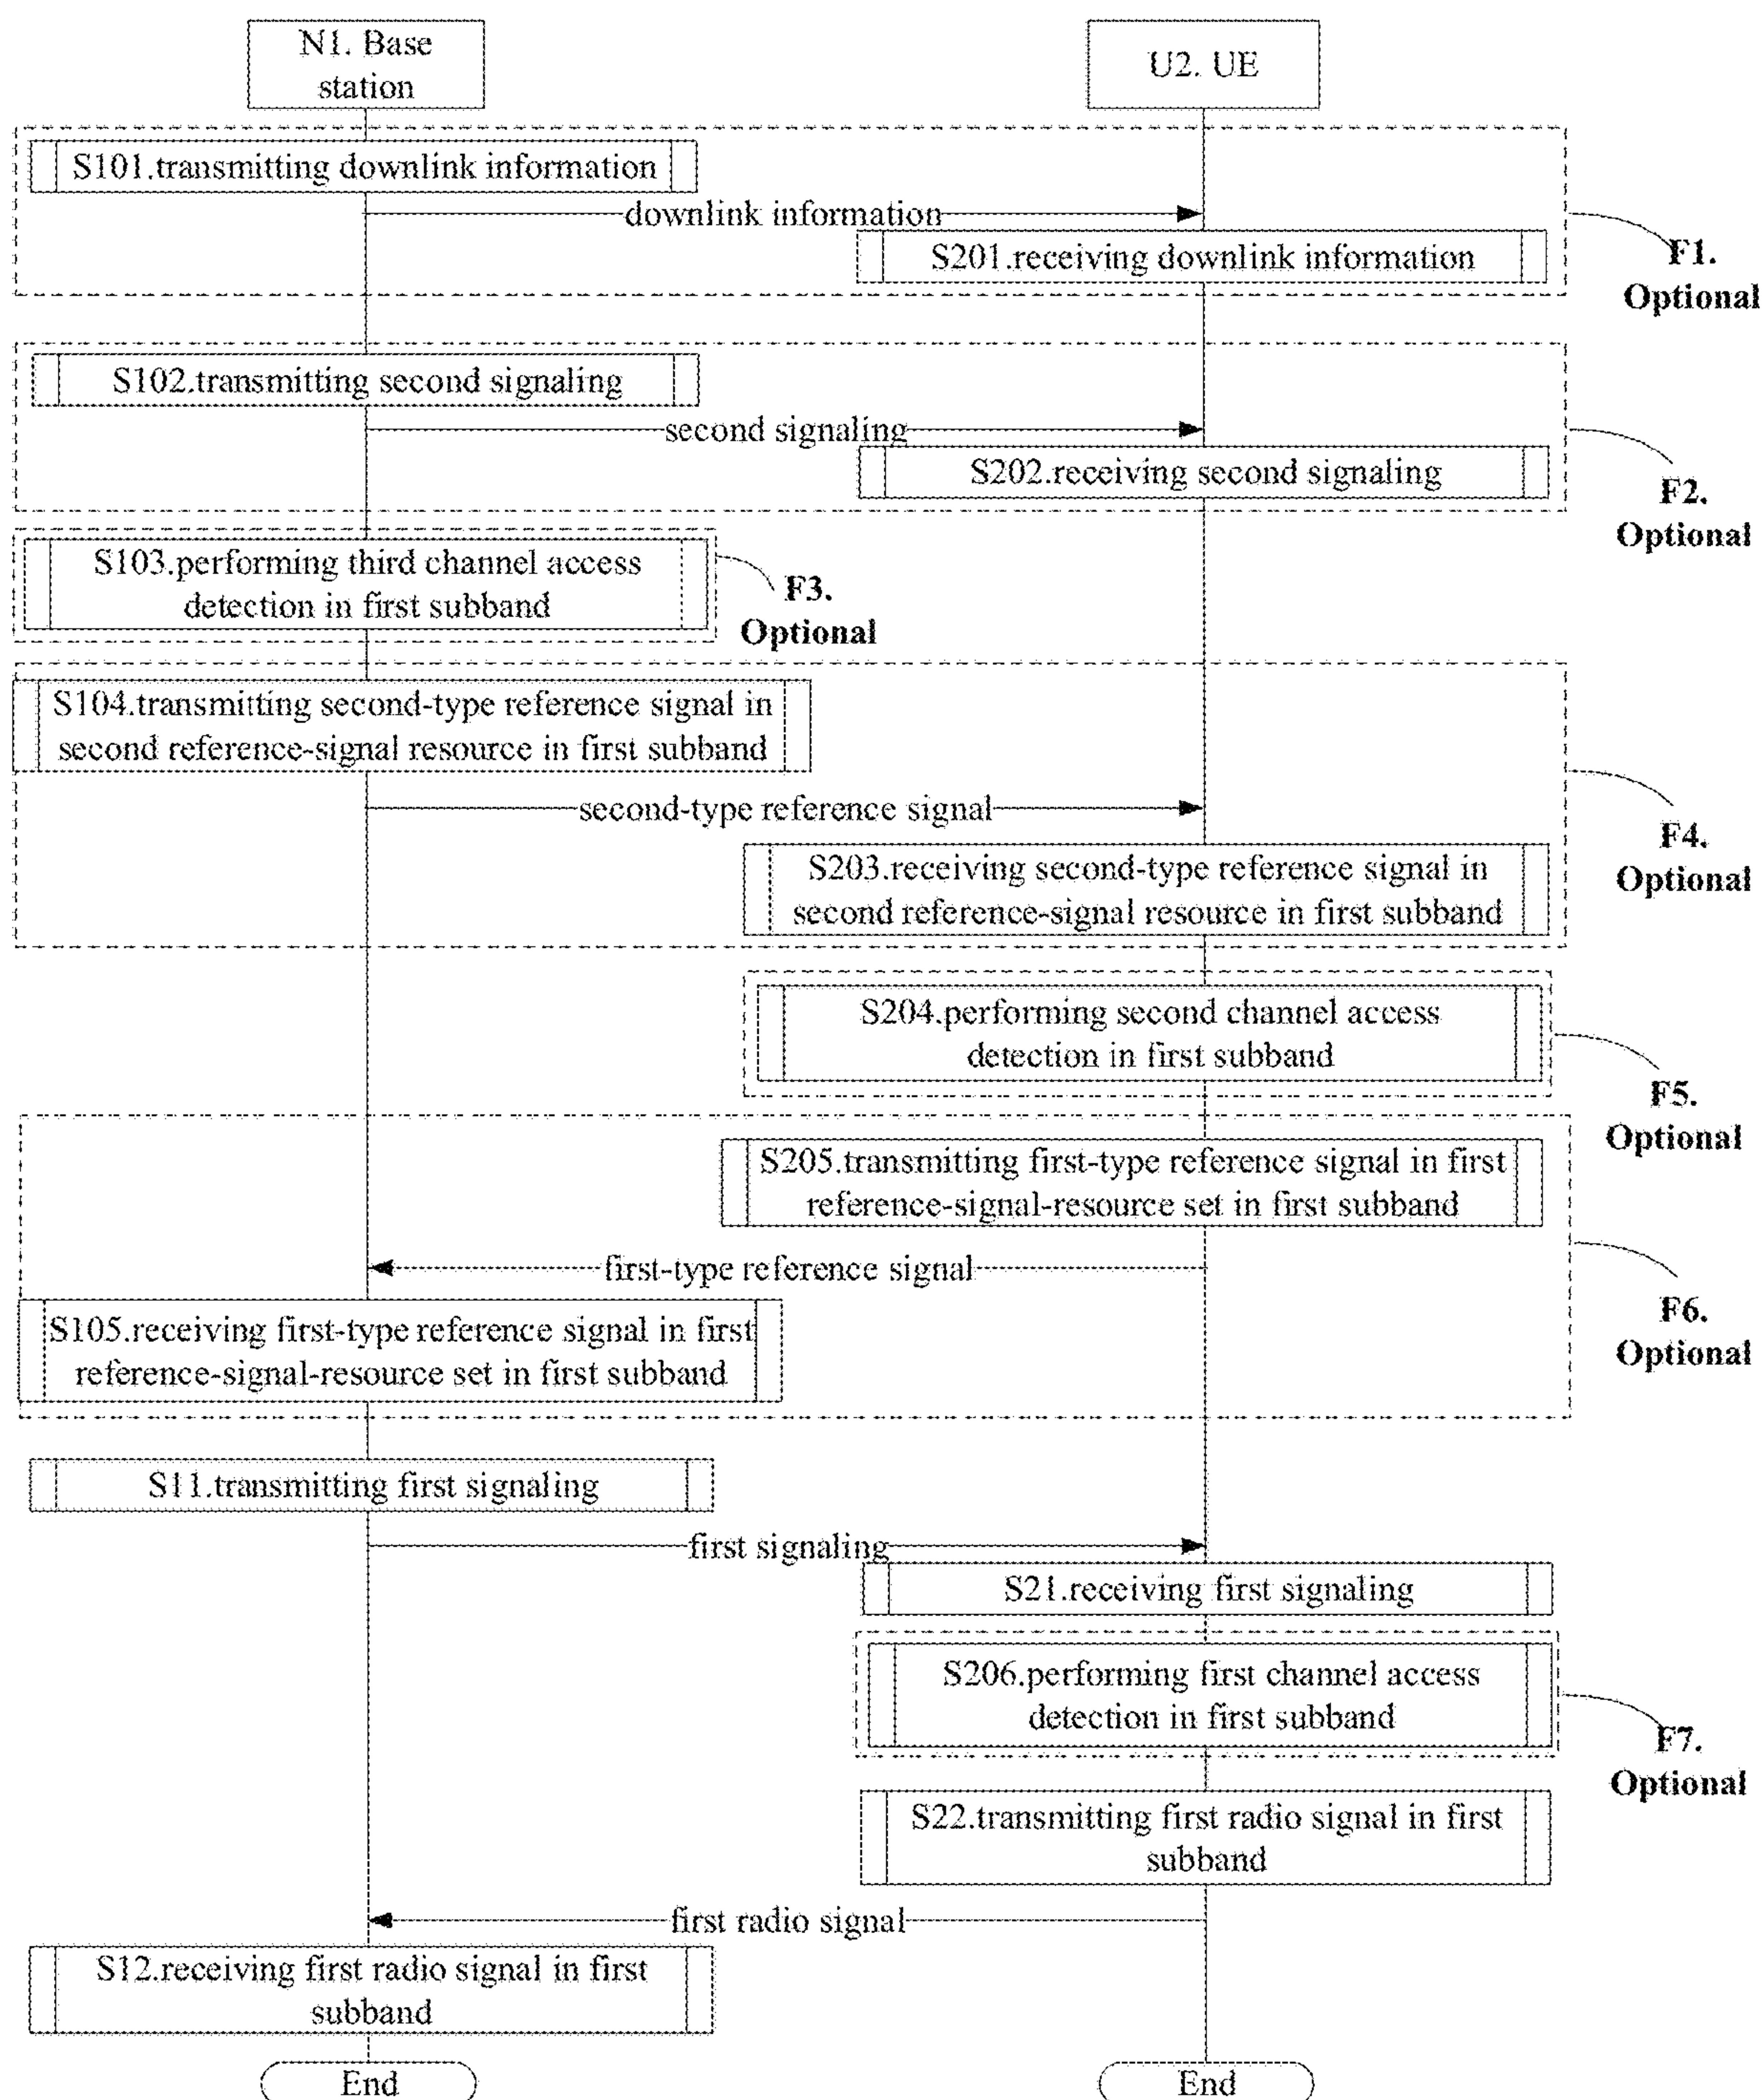 N1. Base
station
U2. UE
S101.transmitting downlink information
downlink information
S201.receiving downlink information
F1.
Optional
S102.transmitting second signaling
second signaling
S202.receiving second signaling
F2.
Optional
S103.performing third channel access
detection in first subband
F3.
Optional
S104.transmitting second-type reference signal in
second reference-signal resource in first subband
second-type reference signal
S203.receiving second-type reference signal in
second reference-signal resource in first subband
F4.
Optional
S204.performing second channel access
detection in first subband
F5.
Optional
S205.transmitting first-type reference signal in first
reference-signal-resource set in first subband
first-type reference signal
S105.receiving first-type reference signal in first
reference-signal-resource set in first subband
F6.
Optional
S11.transmitting first signaling
first signaling
S21.receiving first signaling
S206.performing first channel access
detection in first subband
F7.
Optional
S22.transmitting first radio signal in first
subband
first radio signal
S12.receiving first radio signal in first
subband
End
End